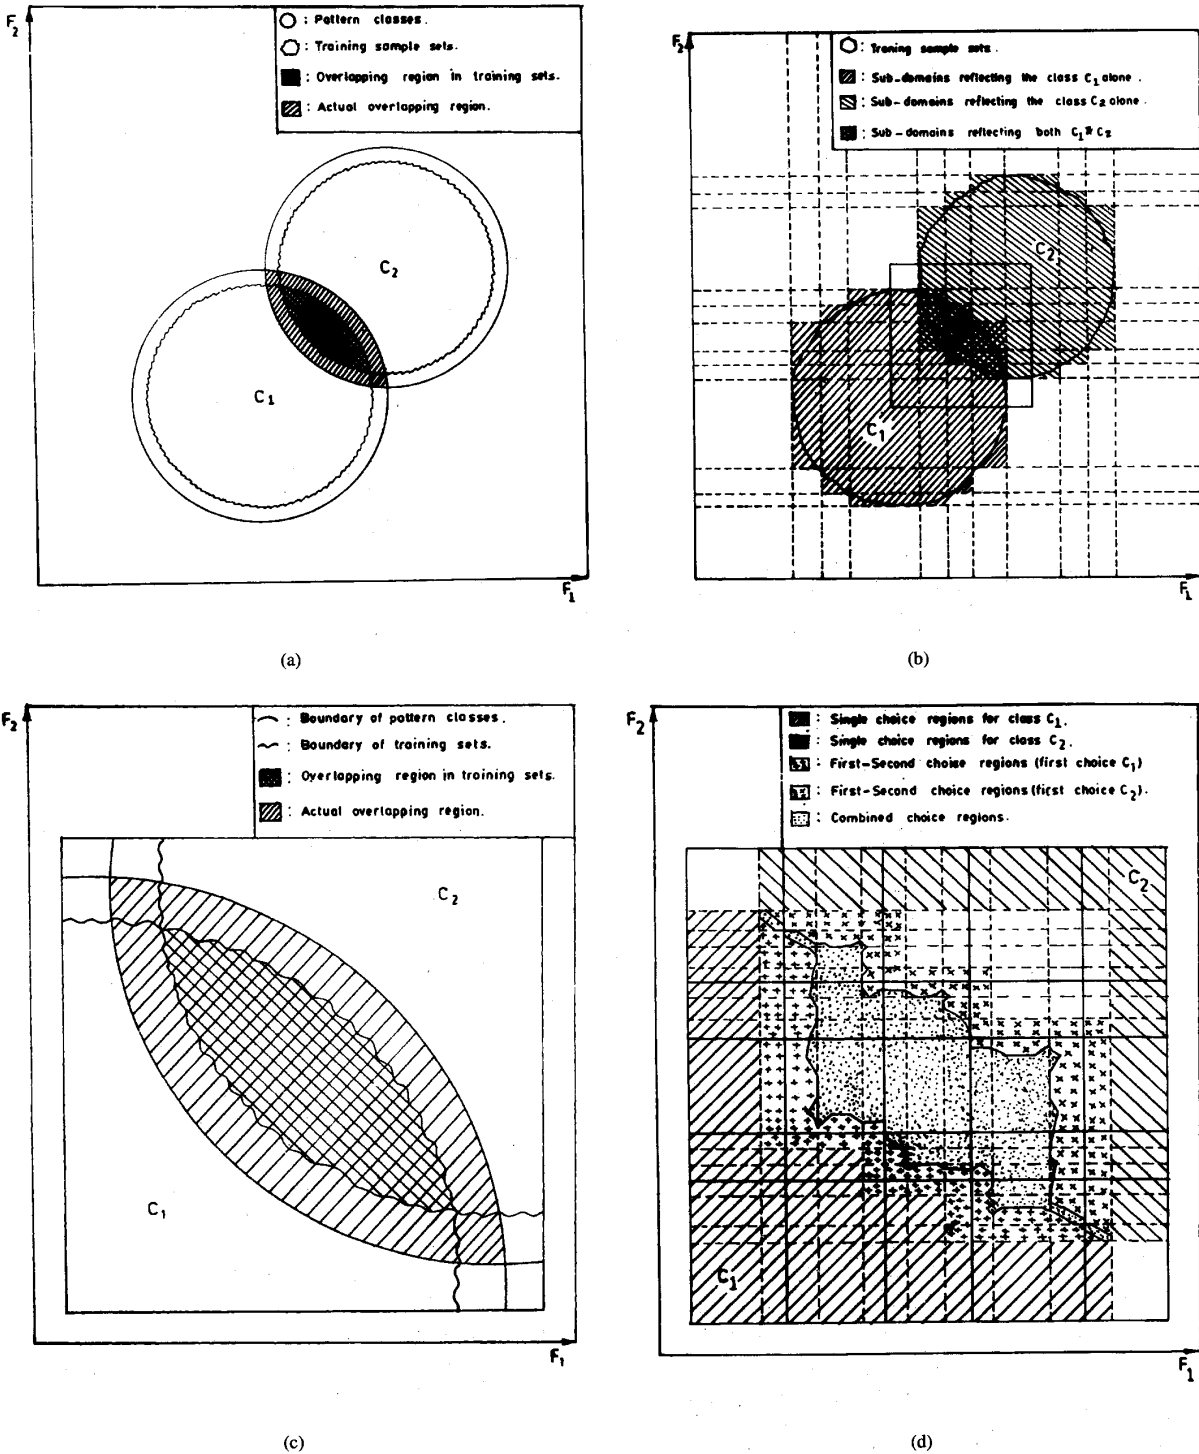 F2
: Pattern classes.
: Training sample sets.
: Overlapping region in training sets.
: Actual overlapping region.
C2
C1
F1
(a)
F2
: Traning sample sets.
: Sub-domains reflecting the class C1 alone.
: Sub-domains reflecting the class C2 alone.
: Sub-domains reflecting both C1 & C2
C2
C1
F1
(b)
F2
: Boundary of pattern classes.
: Boundary of training sets.
: Overlapping region in training sets.
: Actual overlapping region.
C2
C1
F1
(c)
F2
: Single choice regions for class C1.
: Single choice regions for class C2.
: First-Second choice regions (first choice C1)
: First-Second choice regions (first choice C2).
: Combined choice regions.
C2
C1
F1
(d)